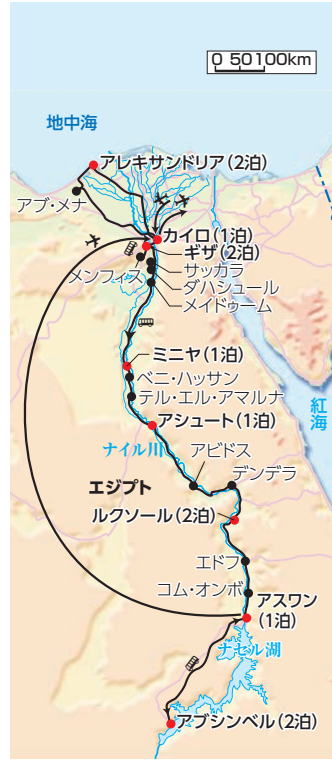 0 50100km
地中海
アレキサンドリア(2泊)
アブ・メナ
カイロ(1泊)
ギザ(2泊)
メンフィス
サッカラ
ダハシュール
メイドゥーム
ミニヤ(1泊)
ベニ・ハッサン
テル・エル・アマルナ
アシュート(1泊)
紅海
ナイル川
アビドス
デンデラ
エジプト
ルクソール(2泊)
エドフ
コム・オンボ
アスワン
(1泊)
ナセル湖
アブシンベル(2泊)